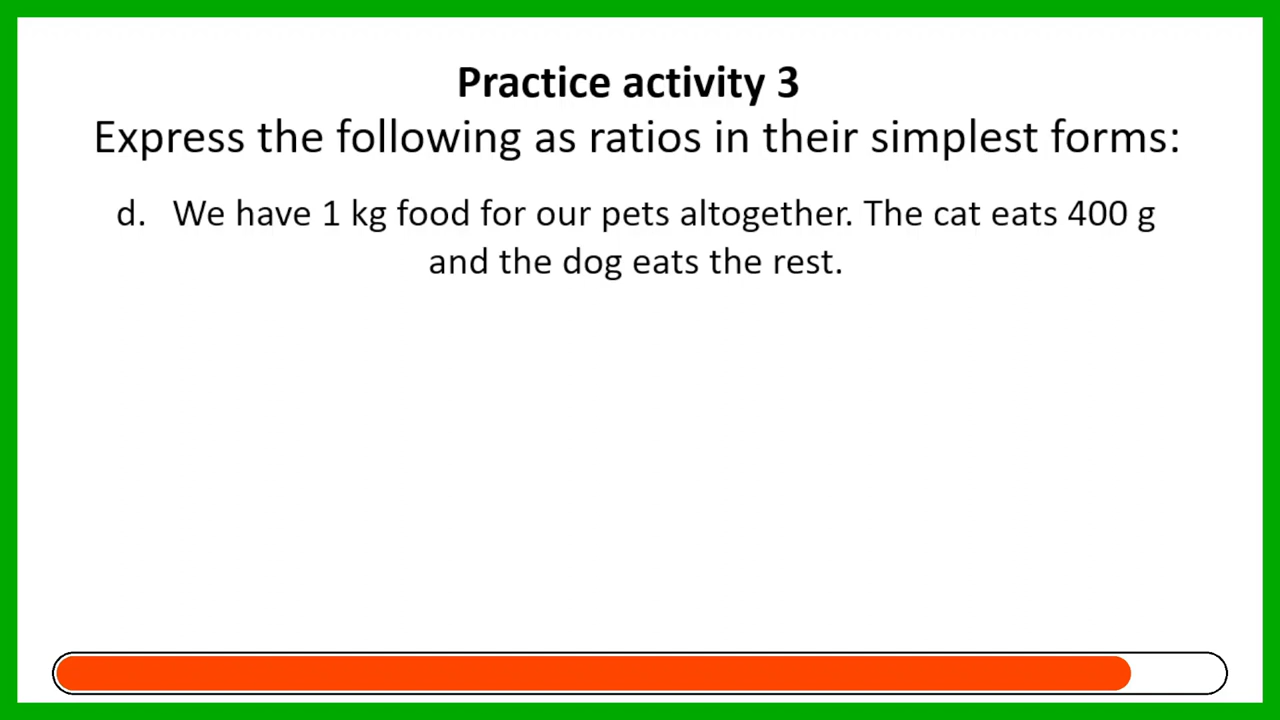 Practice activity 3
Express the following as ratios in their simplest forms:
d. We have 1 kg food for our pets altogether. The cat eats 400 g
and the dog eats the rest.